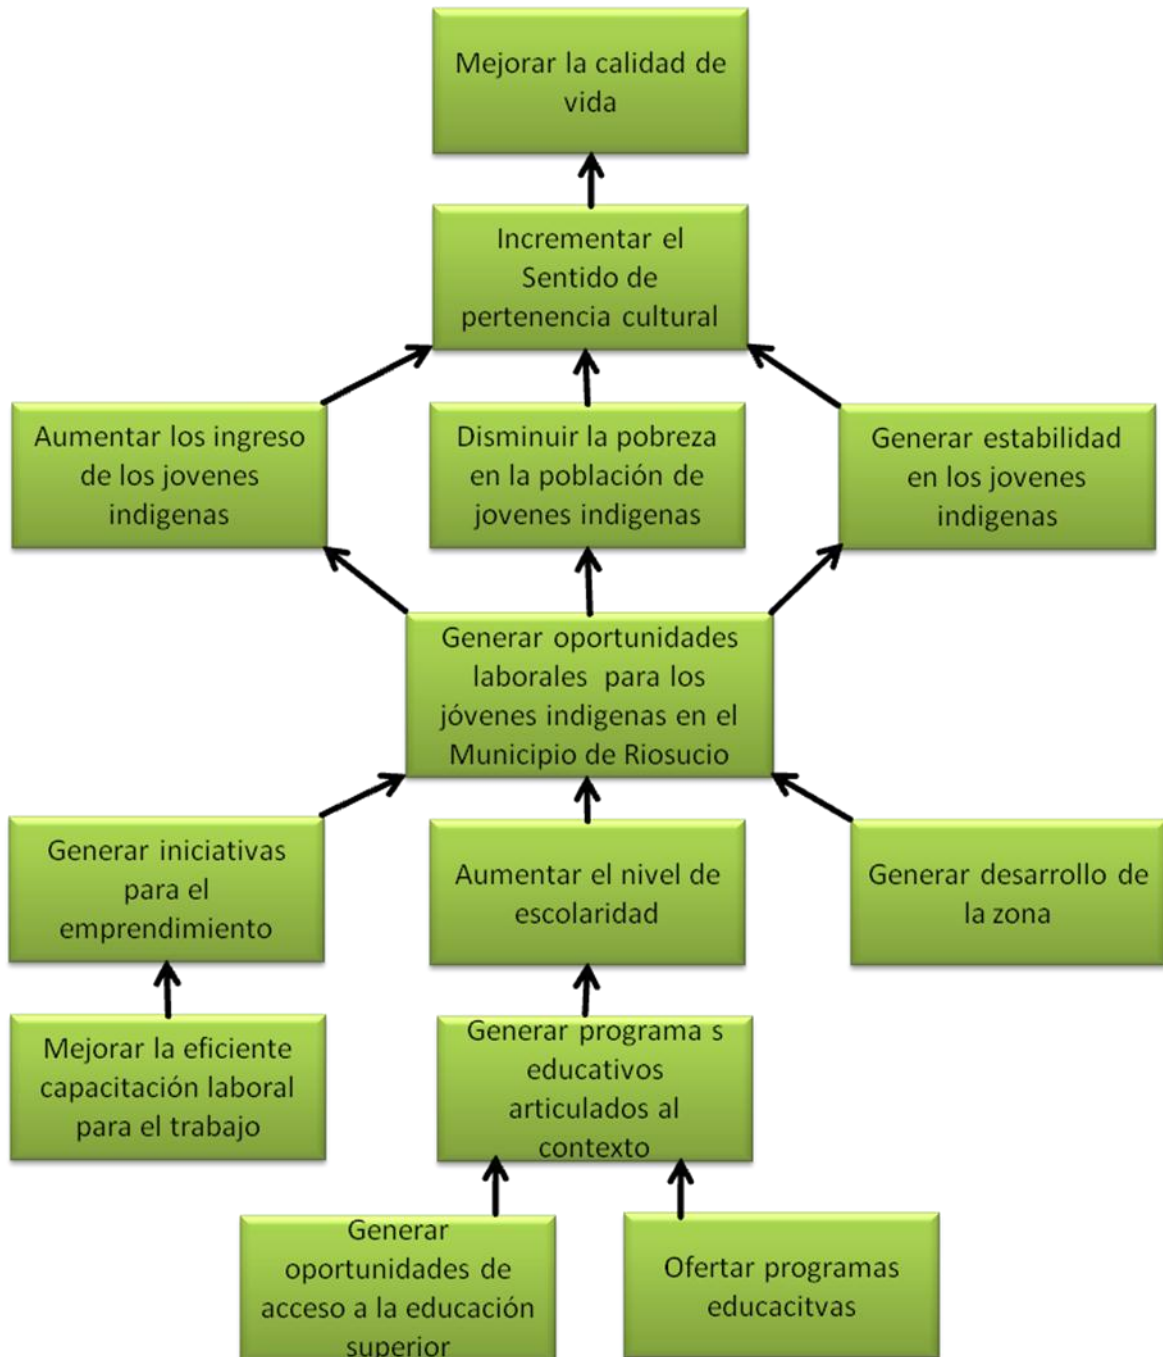 Mejorar la calidad de
vida
Incrementar el
Sentido de
pertenencia cultural
Aumentar los ingreso
de los jovenes
indigenas
Disminuir la pobreza
en la población de
jovenes indigenas
Generar estabilidad
en los jovenes
indigenas
Generar oportunidades
laborales para los
jóvenes indigenas en el
Municipio de Riosucio
Generar iniciativas
para el
emprendimiento
Aumentar el nivel de
escolaridad
Generar desarrollo de
la zona
Mejorar la eficiente
capacitación laboral
para el trabajo
Generar programa s
educativos
articulados al
contexto
Generar
oportunidades de
acceso a la educación
superior
Ofertar programas
educacitvas